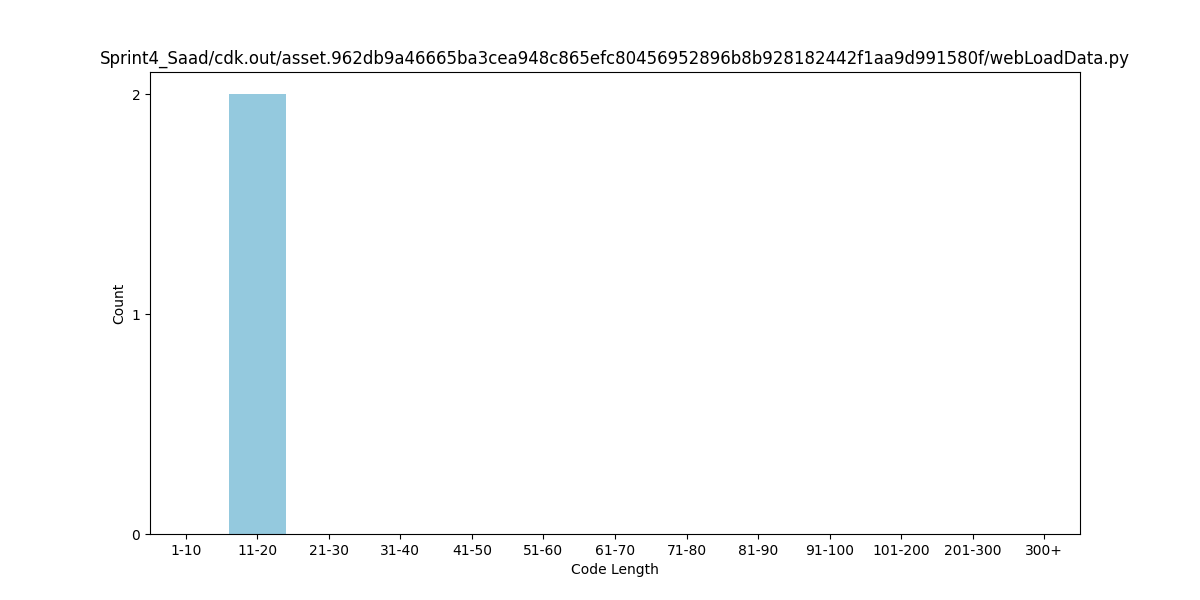 Sprint4_Saad/cdk.out/asset.962db9a46665ba3cea948c865efc80456952896b8b928182442f1aa9d991580f/webLoadData.py
2
1
0
Count
1-10 11-20 21-30 31-40 41-50 51-60 61-70 71-80 81-90 91-100 101-200 201-300 300+
Code Length